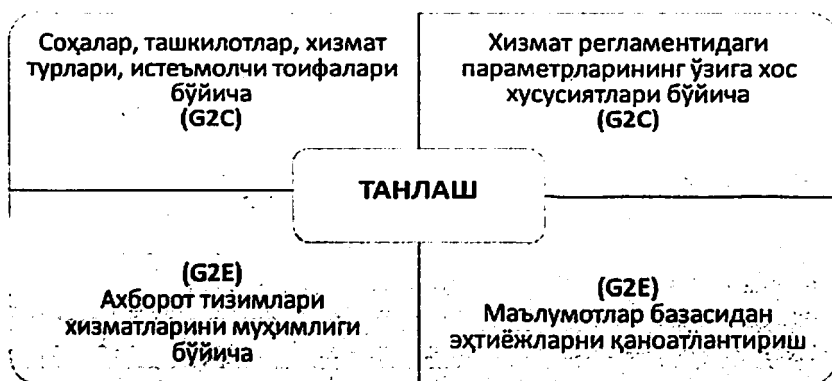 Соҳалар, ташкилотлар, хизмат
турлари, истеъмолчи тоифалари
бўйича
(G2C)
Хизмат регламентидаги
параметрларининг ўзига хос
хусусиятлари бўйича
(G2C)
ТАНЛАШ
(G2E)
Ахборот тизимлари
хизматларини муҳимлиги
бўйича
(G2E)
Маълумотлар базасидан
эҳтиёжларни қаноатлантириш